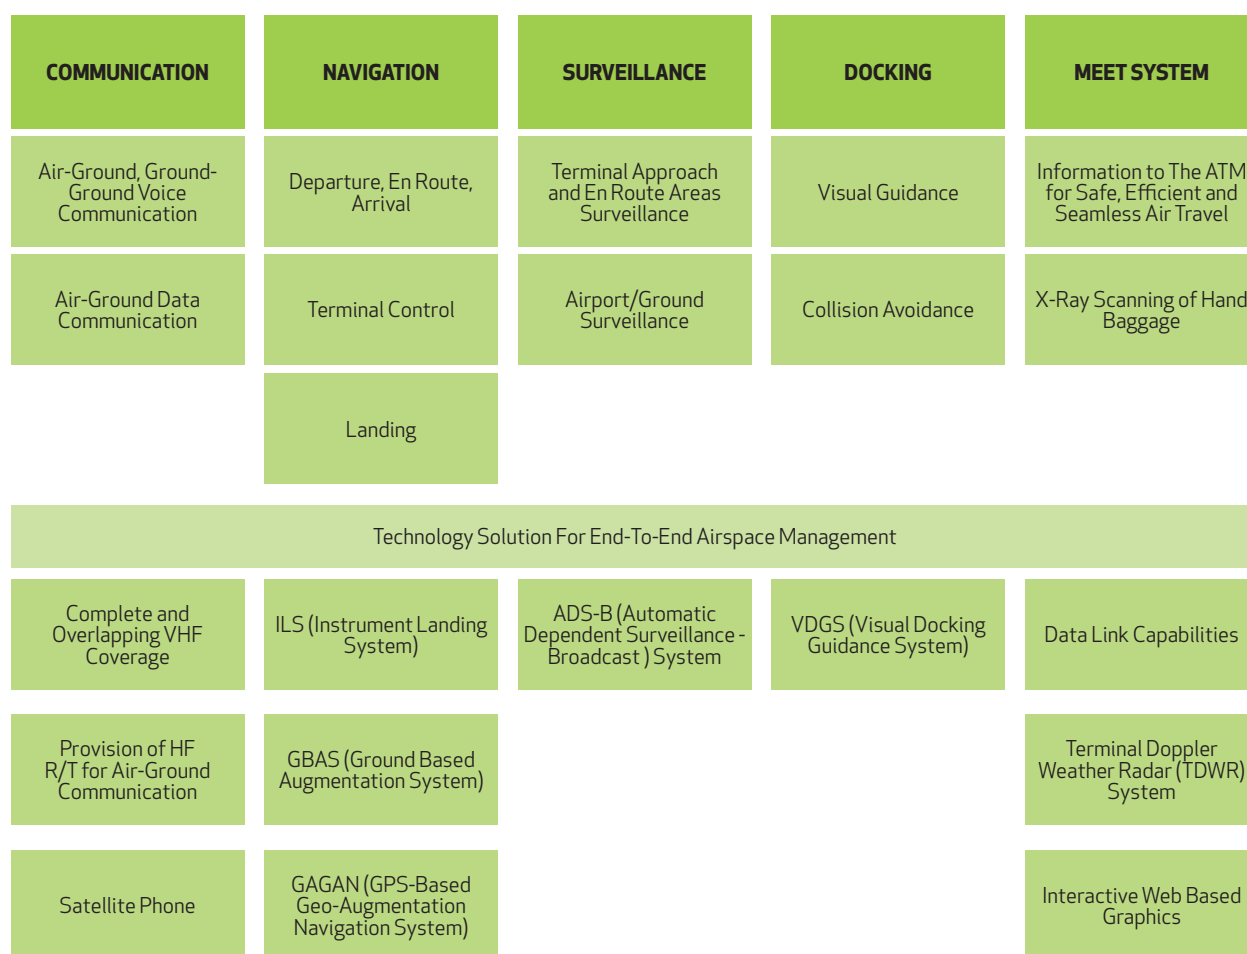 COMMUNICATION
NAVIGATION
SURVEILLANCE
DOCKING
MEET SYSTEM
Air-Ground, Ground-
Ground Voice
Communication
Departure, En Route,
Arrival
Terminal Approach
and En Route Areas
Surveillance
Visual Guidance
Information to The ATM
for Safe, Efficient and
Seamless Air Travel
Air-Ground Data
Communication
Terminal Control
Airport/Ground
Surveillance
Collision Avoidance
X-Ray Scanning of Hand
Baggage
Landing
Technology Solution For End-To-End Airspace Management
Complete and
Overlapping VHF
Coverage
ILS (Instrument Landing
System)
ADS-B (Automatic
Dependent Surveillance -
Broadcast ) System
VDGS (Visual Docking
Guidance System)
Data Link Capabilities
Provision of HF
R/T for Air-Ground
Communication
GBAS (Ground Based
Augmentation System)
Terminal Doppler
Weather Radar (TDWR)
System
Satellite Phone
GAGAN (GPS-Based
Geo-Augmentation
Navigation System)
Interactive Web Based
Graphics